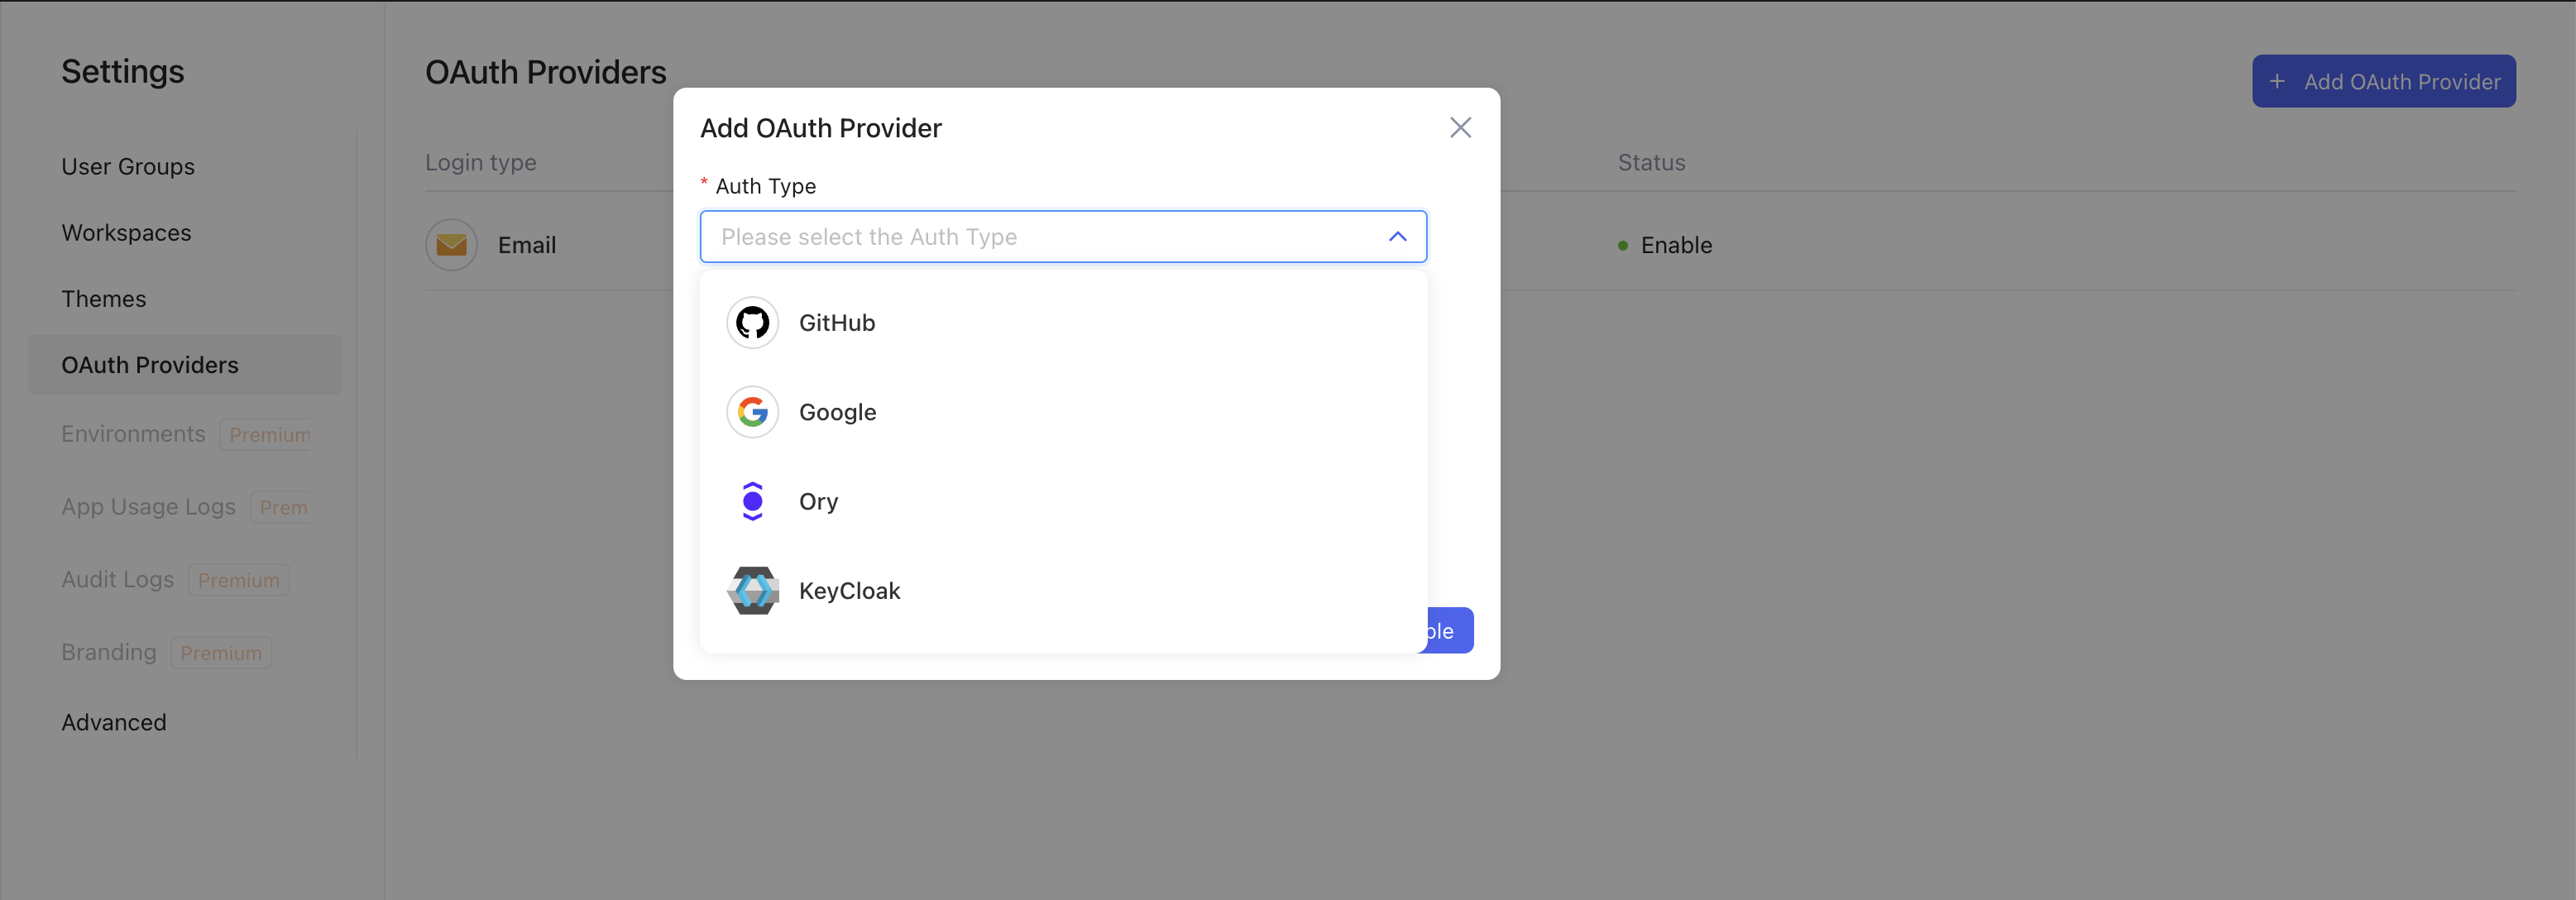 Settings
User Groups
Workspaces
Themes
OAuth Providers
Environments Premium
App Usage Logs Prem
Audit Logs Premium
Branding Premium
Advanced
OAuth Providers
+ Add OAuth Provider
Login type
Status
Email
Enable
Add OAuth Provider
* Auth Type
Please select the Auth Type
GitHub
Google
Ory
KeyCloak
ble